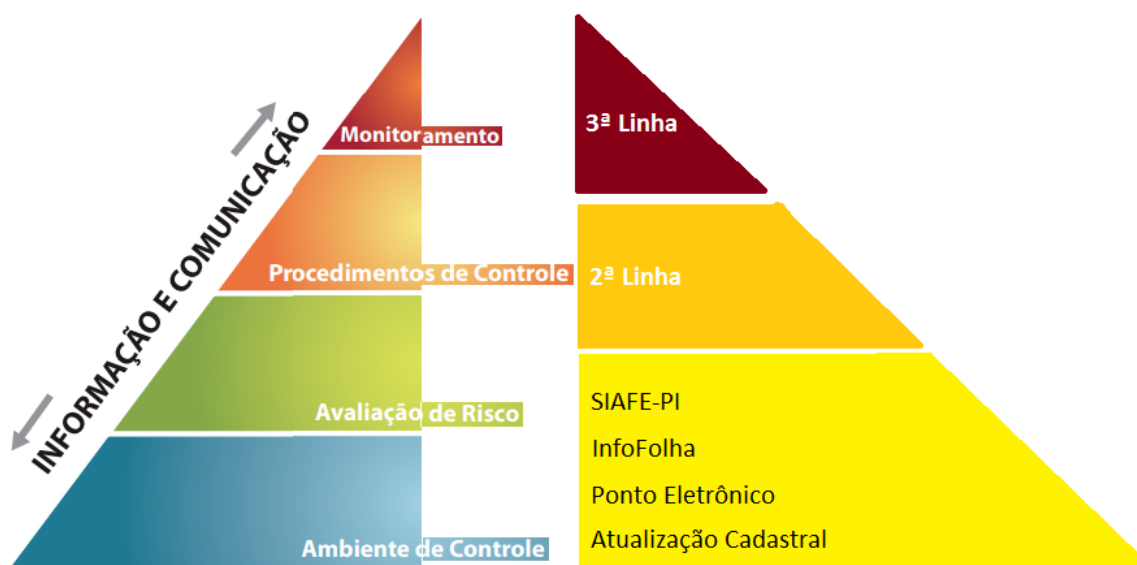 INFORMAÇÃO E COMUNICAÇÃO
Monitoramento
Procedimentos de Controle
Avaliação de Risco
Ambiente de Controle
3ª Linha
2ª Linha
SIAFE-PI
InfoFolha
Ponto Eletrônico
Atualização Cadastral